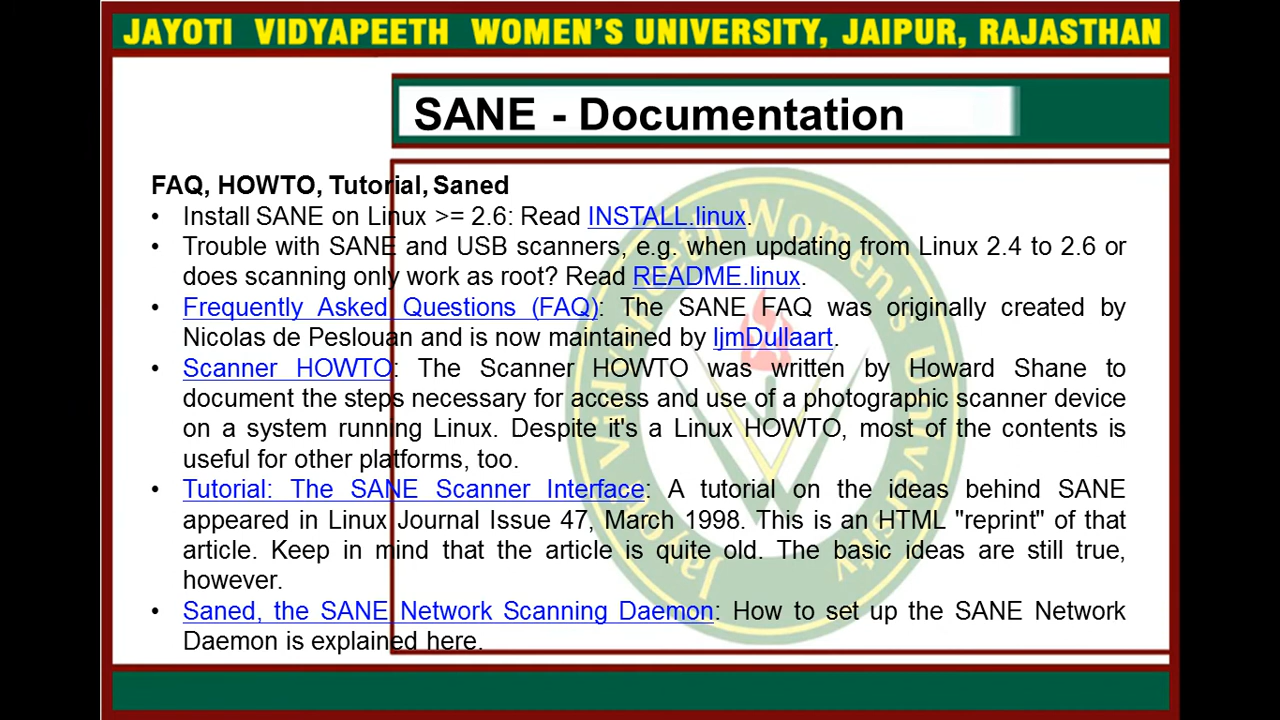 JAYOTI VIDYAPEETH WOMEN'S UNIVERSITY, JAIPUR, RAJASTHAN
SANE - Documentation
FAQ, HOWTO, Tutorial, Saned
• Install SANE on Linux >= 2.6: Read INSTALL.linux.
• Trouble with SANE and USB scanners, e.g. when updating from Linux 2.4 to 2.6 or
does scanning only work as root? Read README.linux.
• Frequently Asked Questions (FAQ): The SANE FAQ was originally created by
Nicolas de Peslouan and is now maintained by ljmDullaart.
• Scanner HOWTO: The Scanner HOWTO was written by Howard Shane to
document the steps necessary for access and use of a photographic scanner device
on a system running Linux. Despite it's a Linux HOWTO, most of the contents is
useful for other platforms, too.
• Tutorial: The SANE Scanner Interface: A tutorial on the ideas behind SANE
appeared in Linux Journal Issue 47, March 1998. This is an HTML "reprint" of that
article. Keep in mind that the article is quite old. The basic ideas are still true,
however.
• Saned, the SANE Network Scanning Daemon: How to set up the SANE Network
Daemon is explained here.
Jayoti Vidyapeeth Women's University